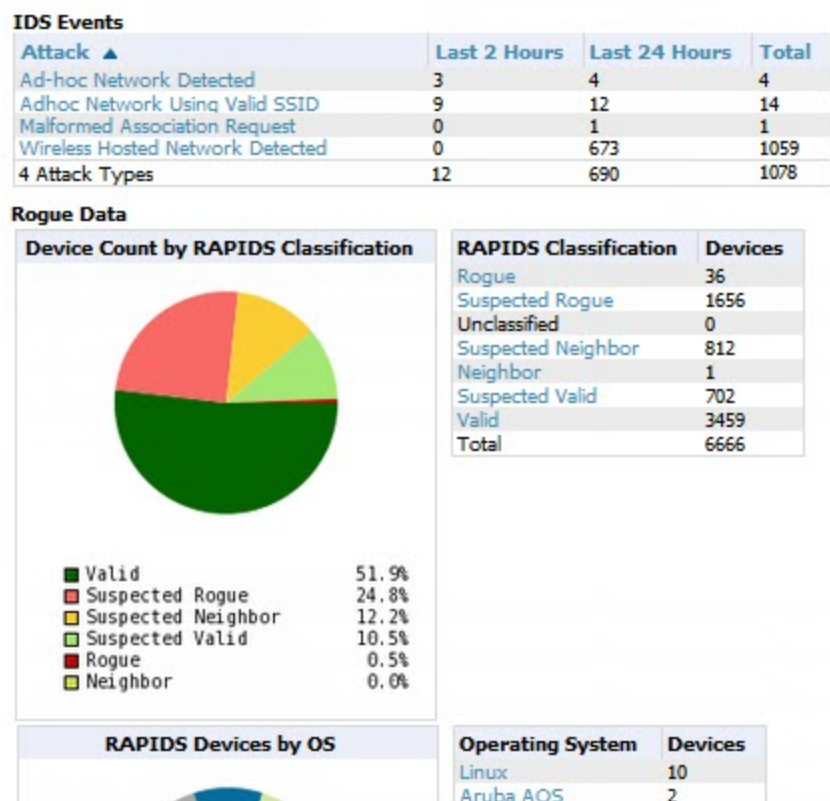 IDS Events
Attack ▲ Last 2 Hours Last 24 Hours Total
Ad-hoc Network Detected 3 4 4
Adhoc Network Using Valid SSID 9 12 14
Malformed Association Request 0 1 1
Wireless Hosted Network Detected 0 673 1059
4 Attack Types 12 690 1078
Rogue Data
Device Count by RAPIDS Classification
Valid 51.9%
Suspected Rogue 24.8%
Suspected Neighbor 12.2%
Suspected Valid 10.5%
Rogue 0.5%
Neighbor 0.0%
RAPIDS Classification Devices
Rogue 36
Suspected Rogue 1656
Unclassified 0
Suspected Neighbor 812
Neighbor 1
Suspected Valid 702
Valid 3459
Total 6666
RAPIDS Devices by OS
Operating System Devices
Linux 10
Aruba AOS 2